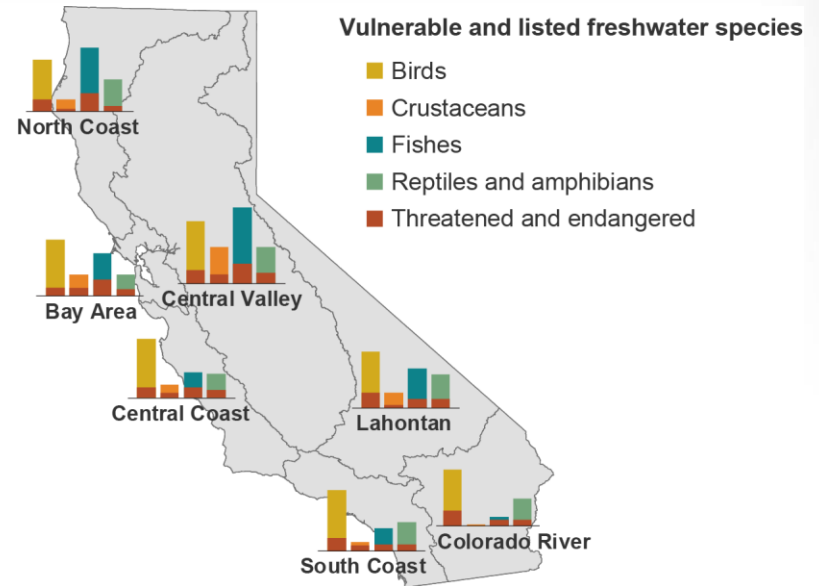 Vulnerable and listed freshwater species
Birds
Crustaceans
Fishes
Reptiles and amphibians
Threatened and endangered
North Coast
Bay Area
Central Valley
Central Coast
Lahontan
South Coast
Colorado River